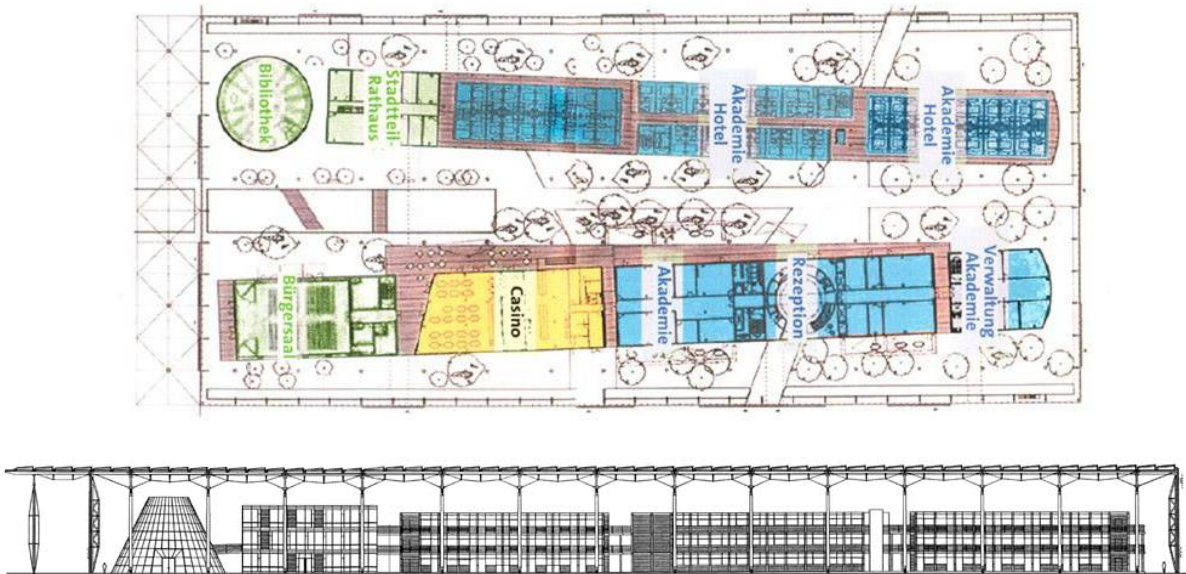 Bibliothek
Stadtteil-
Rathaus
Akademie
Hotel
Akademie
Hotel
Bürgersaal
Casino
Akademie
Rezeption
Verwaltung
Akademie